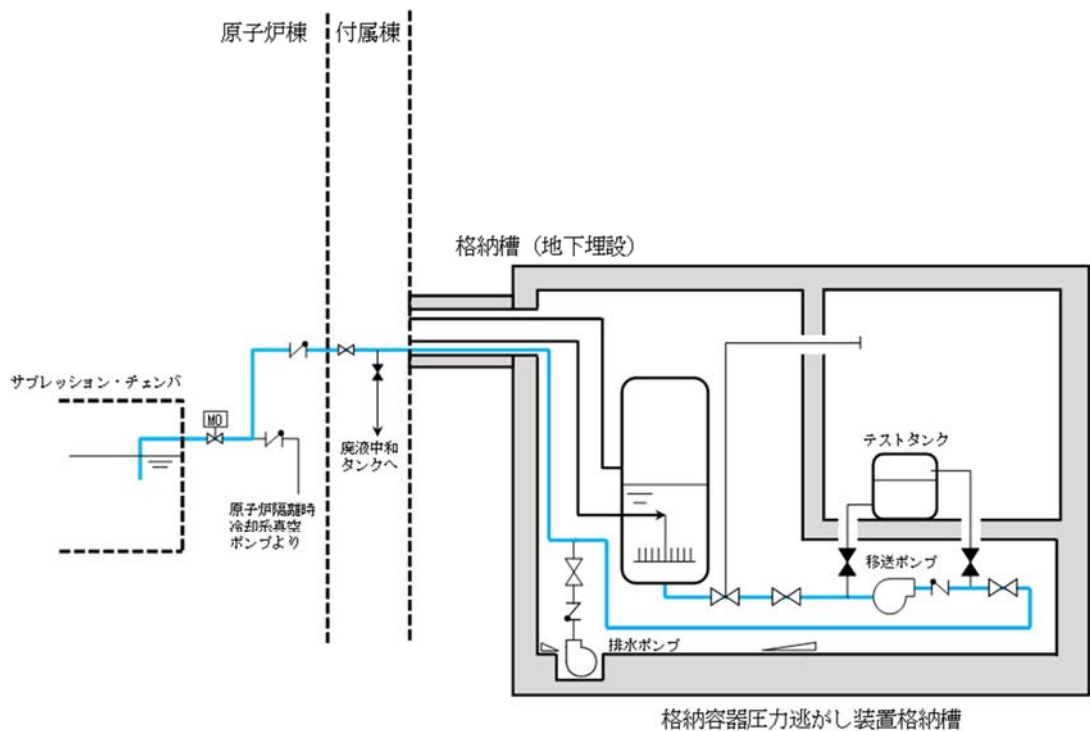 原子炉棟
付属棟
格納槽（地下埋設）
サプレッション・チェンバ
MO
廃液中和
タンクへ
原子炉隔離時
冷却系真空
ポンプより
テストタンク
移送ポンプ
排水ポンプ
格納容器圧力逃がし装置格納槽